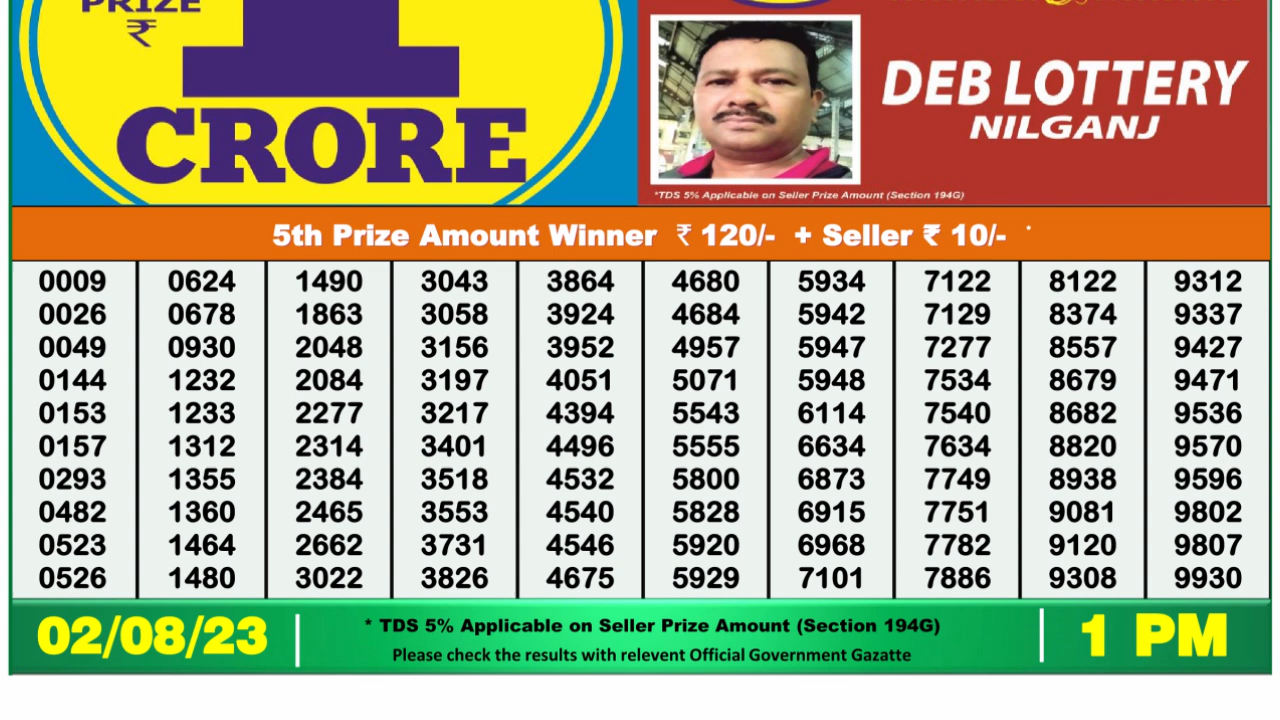 PRIZE
₹
1
CRORE
DEB LOTTERY
NILGANJ
*TDS 5% Applicable on Seller Prize Amount (Section 194G)
5th Prize Amount Winner ₹ 120/- + Seller ₹ 10/- *
0009 0624 1490 3043 3864 4680 5934 7122 8122 9312
0026 0678 1863 3058 3924 4684 5942 7129 8374 9337
0049 0930 2048 3156 3952 4957 5947 7277 8557 9427
0144 1232 2084 3197 4051 5071 5948 7534 8679 9471
0153 1233 2277 3217 4394 5543 6114 7540 8682 9536
0157 1312 2314 3401 4496 5555 6634 7634 8820 9570
0293 1355 2384 3518 4532 5800 6873 7749 8938 9596
0482 1360 2465 3553 4540 5828 6915 7751 9081 9802
0523 1464 2662 3731 4546 5920 6968 7782 9120 9807
0526 1480 3022 3826 4675 5929 7101 7886 9308 9930
02/08/23
* TDS 5% Applicable on Seller Prize Amount (Section 194G)
Please check the results with relevent Official Government Gazatte
1 PM